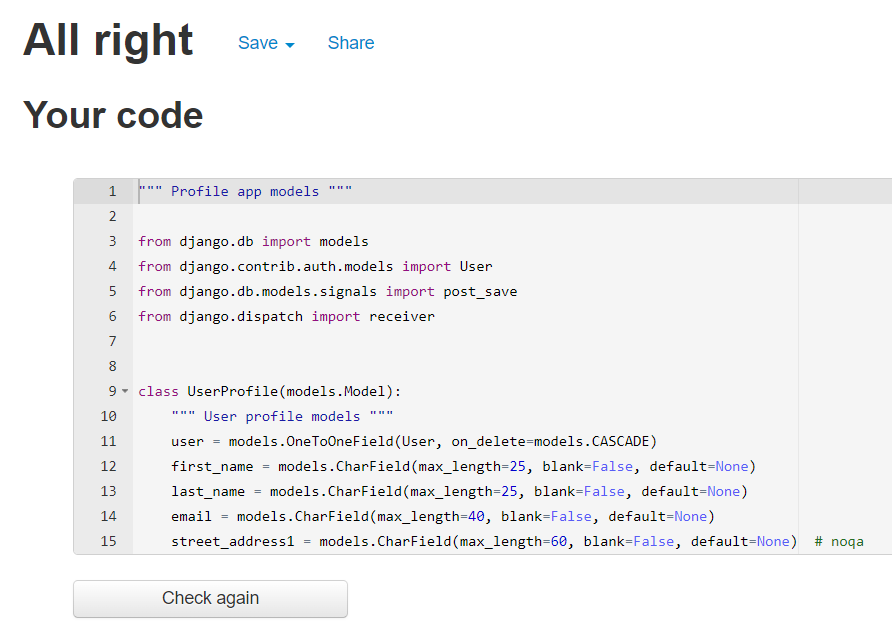 All right Save Share
Your code
1 """ Profile app models """
2
3 from django.db import models
4 from django.contrib.auth.models import User
5 from django.db.models.signals import post_save
6 from django.dispatch import receiver
7
8
9 class UserProfile(models.Model):
10     """ User profile models """
11     user = models.OneToOneField(User, on_delete=models.CASCADE)
12     first_name = models.CharField(max_length=25, blank=False, default=None)
13     last_name = models.CharField(max_length=25, blank=False, default=None)
14     email = models.CharField(max_length=40, blank=False, default=None)
15     street_address1 = models.CharField(max_length=60, blank=False, default=None)  # noqa
Check again